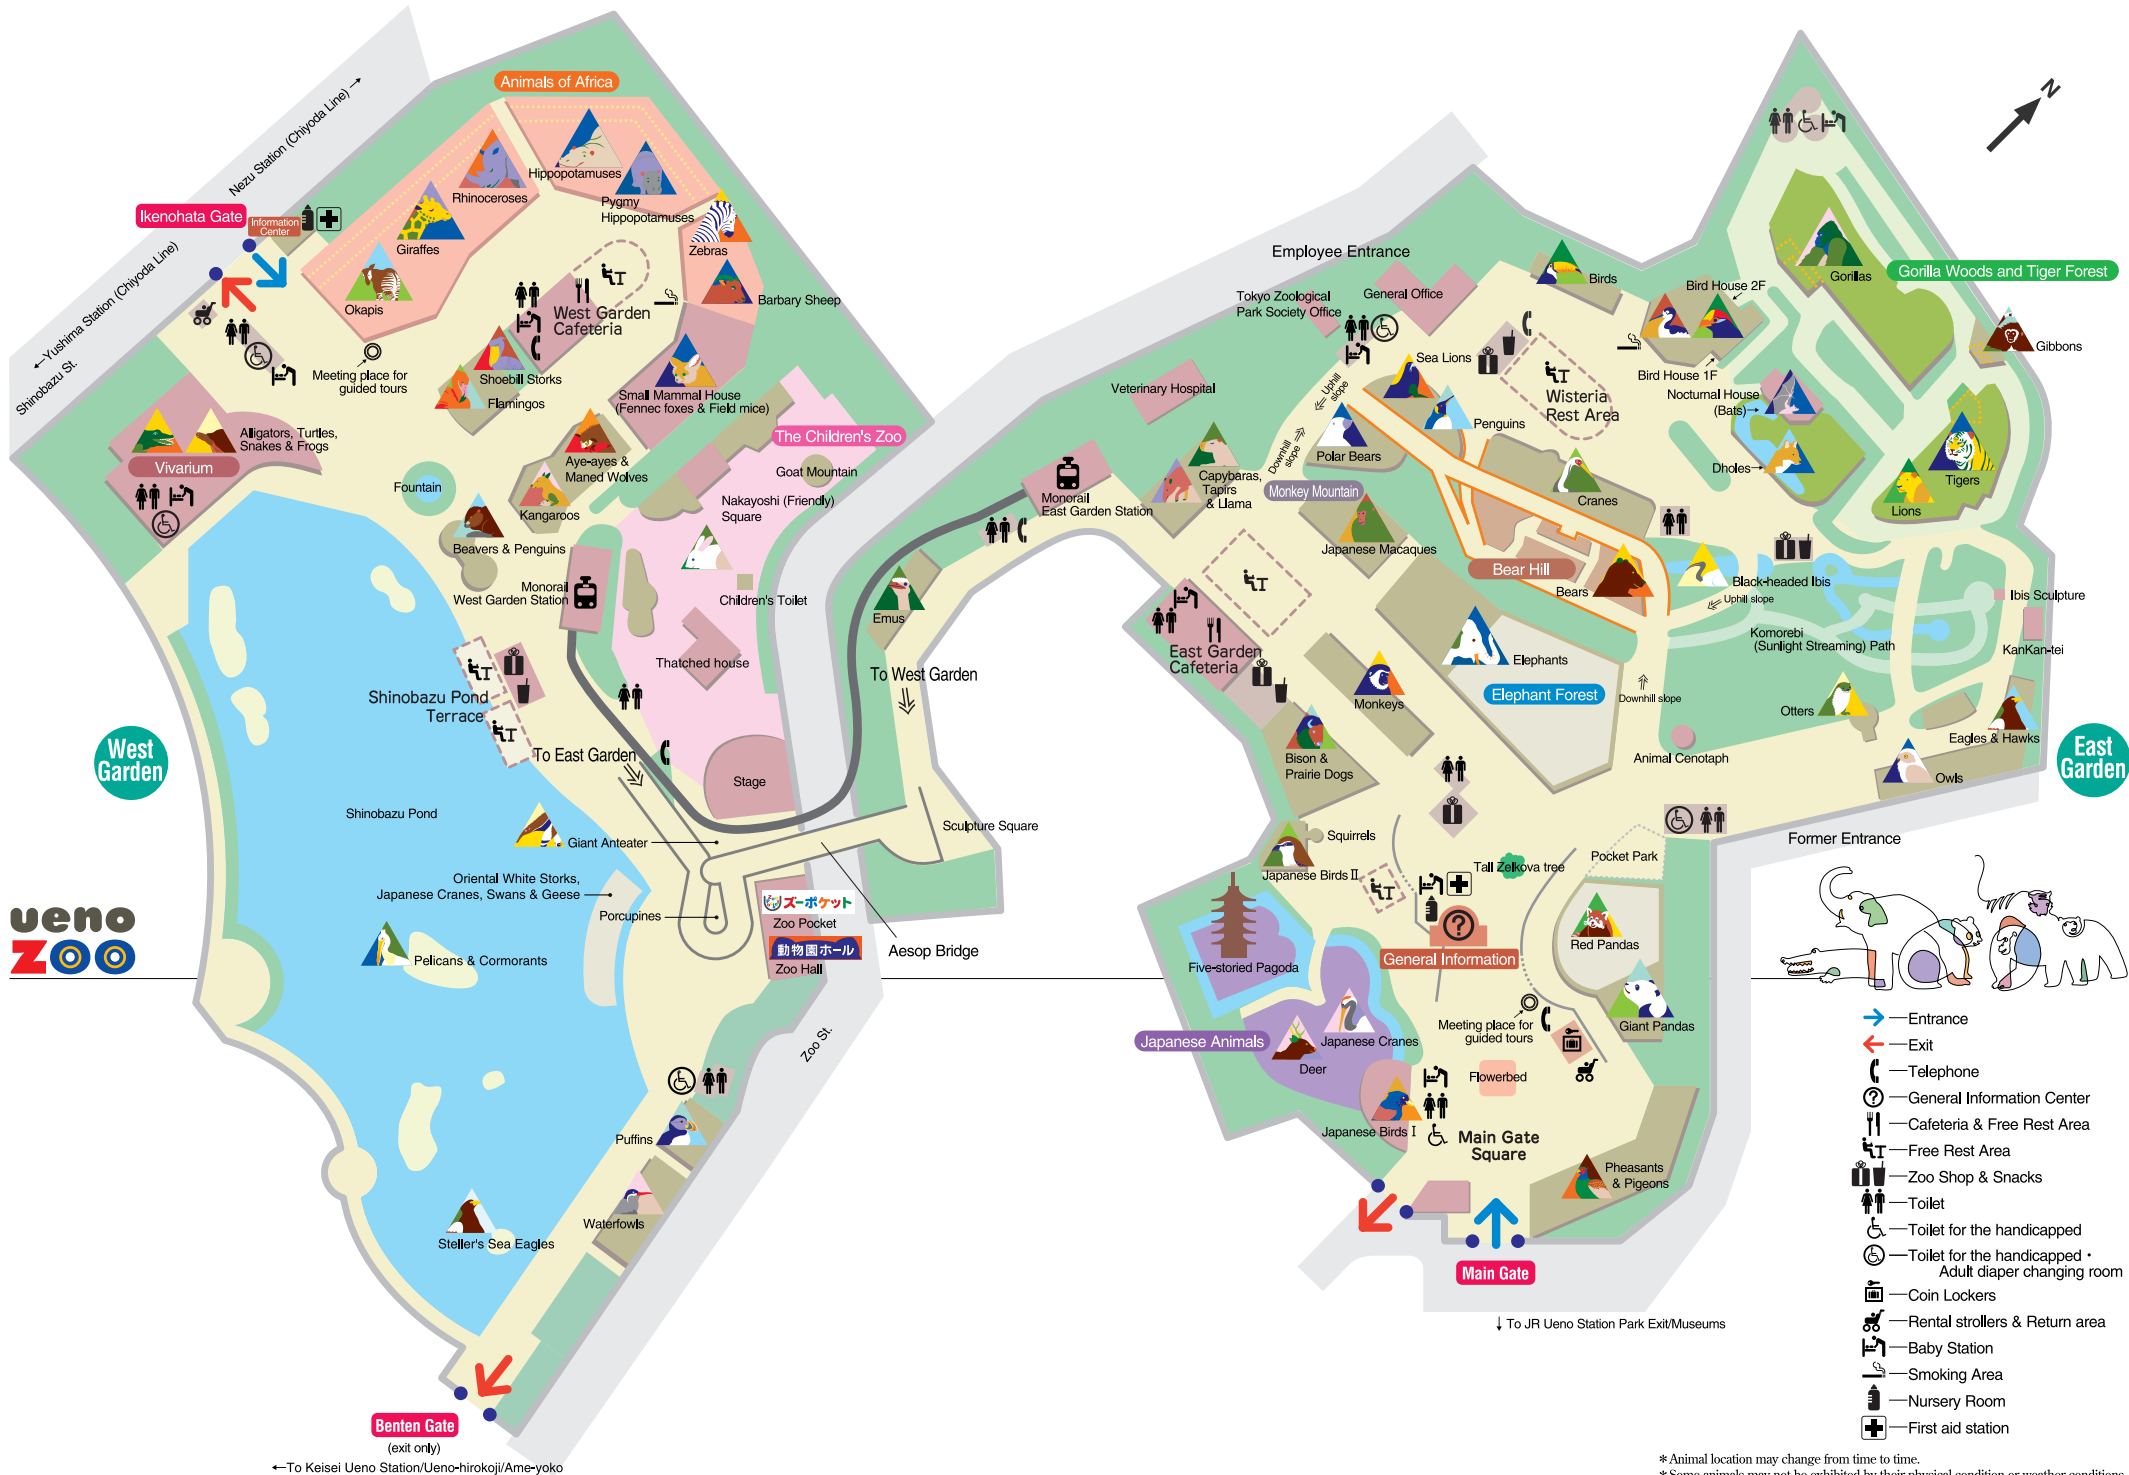 Animals of Africa
Nezu Station (Chiyoda Line) →
Ikenohata Gate
Information
Center
←Yushima Station (Chiyoda Line)
Shinobazu St.
Hippopotamuses
Rhinoceroses
Pygmy
Hippopotamuses
Giraffes
Zebras
Okapis
Barbary Sheep
West Garden
Cafeteria
Meeting place for
guided tours
Shoebill Storks
Flamingos
Small Mammal House
(Fennec foxes & Field mice)
Alligators, Turtles,
Snakes & Frogs
Vivarium
The Children's Zoo
Aye-ayes &
Maned Wolves
Goat Mountain
Fountain
Nakayoshi (Friendly)
Square
Kangaroos
Beavers & Penguins
Monorail
West Garden Station
Children's Toilet
Thatched house
Shinobazu Pond
Terrace
To East Garden
Stage
West
Garden
Shinobazu Pond
Giant Anteater
Oriental White Storks,
Japanese Cranes, Swans & Geese
Porcupines
ズーポケット
Zoo Pocket
動物園ホール
Zoo Hall
Aesop Bridge
Sculpture Square
ueno
ZOO
Pelicans & Cormorants
Zoo St.
Puffins
Waterfowls
Steller's Sea Eagles
Benten Gate
(exit only)
←To Keisei Ueno Station/Ueno-hirokoji/Ame-yoko
N
Employee Entrance
Tokyo Zoological
Park Society Office
General Office
Birds
Bird House 2F
Gorillas
Gorilla Woods and Tiger Forest
Gibbons
Sea Lions
Bird House 1F
Nocturnal House
(Bats)→
Veterinary Hospital
Uphill
slope
Wisteria
Rest Area
Penguins
Downhill
slope
Polar Bears
Dholes→
Tigers
Lions
Monorail
East Garden Station
Capybaras,
Tapirs
& Llama
Monkey Mountain
Cranes
Japanese Macaques
Bear Hill
Bears
Black-headed Ibis
Uphill slope
Ibis Sculpture
Emus
Komorebi
(Sunlight Streaming) Path
KanKan-tei
East Garden
Cafeteria
Elephants
To West Garden
Elephant Forest
Downhill slope
Monkeys
Otters
Eagles & Hawks
Bison &
Prairie Dogs
Animal Cenotaph
Owls
East
Garden
Squirrels
Former Entrance
Japanese Birds Ⅱ
Tall Zelkova tree
Pocket Park
Five-storied Pagoda
General Information
Red Pandas
Japanese Animals
Japanese Cranes
Deer
Meeting place for
guided tours
Giant Pandas
Flowerbed
Japanese Birds Ⅰ
Main Gate
Square
Pheasants
& Pigeons
Main Gate
↓ To JR Ueno Station Park Exit/Museums
Entrance
Exit
Telephone
General Information Center
Cafeteria & Free Rest Area
Free Rest Area
Zoo Shop & Snacks
Toilet
Toilet for the handicapped
Toilet for the handicapped・
Adult diaper changing room
Coin Lockers
Rental strollers & Return area
Baby Station
Smoking Area
Nursery Room
First aid station
＊Animal location may change from time to time.
＊Some animals may not be exhibited by their physical condition or weather conditions.